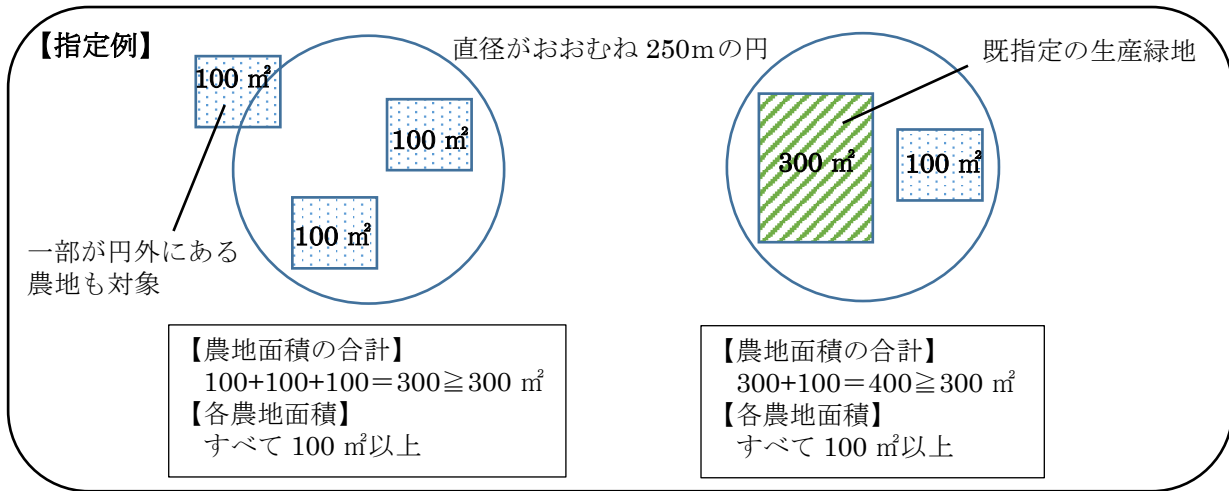 【指定例】
直径がおおむね 250ｍの円
既指定の生産緑地
100 ㎡
100 ㎡
100 ㎡
一部が円外にある
農地も対象
300 ㎡
100 ㎡
【農地面積の合計】
100+100+100＝300≧300 ㎡
【各農地面積】
すべて 100 ㎡以上
【農地面積の合計】
300+100＝400≧300 ㎡
【各農地面積】
すべて 100 ㎡以上